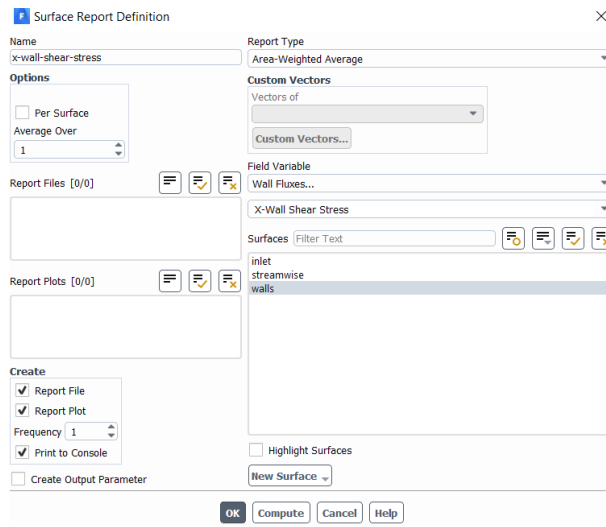 Surface Report Definition
Name
x-wall-shear-stress
Options
Per Surface
Average Over
1
Report Files [0/0]
Report Plots [0/0]
Create
Report File
Report Plot
Frequency 1
Print to Console
Create Output Parameter
Report Type
Area-Weighted Average
Custom Vectors
Vectors of
Custom Vectors...
Field Variable
Wall Fluxes...
X-Wall Shear Stress
Surfaces Filter Text
inlet
streamwise
walls
Highlight Surfaces
New Surface
OK Compute Cancel Help